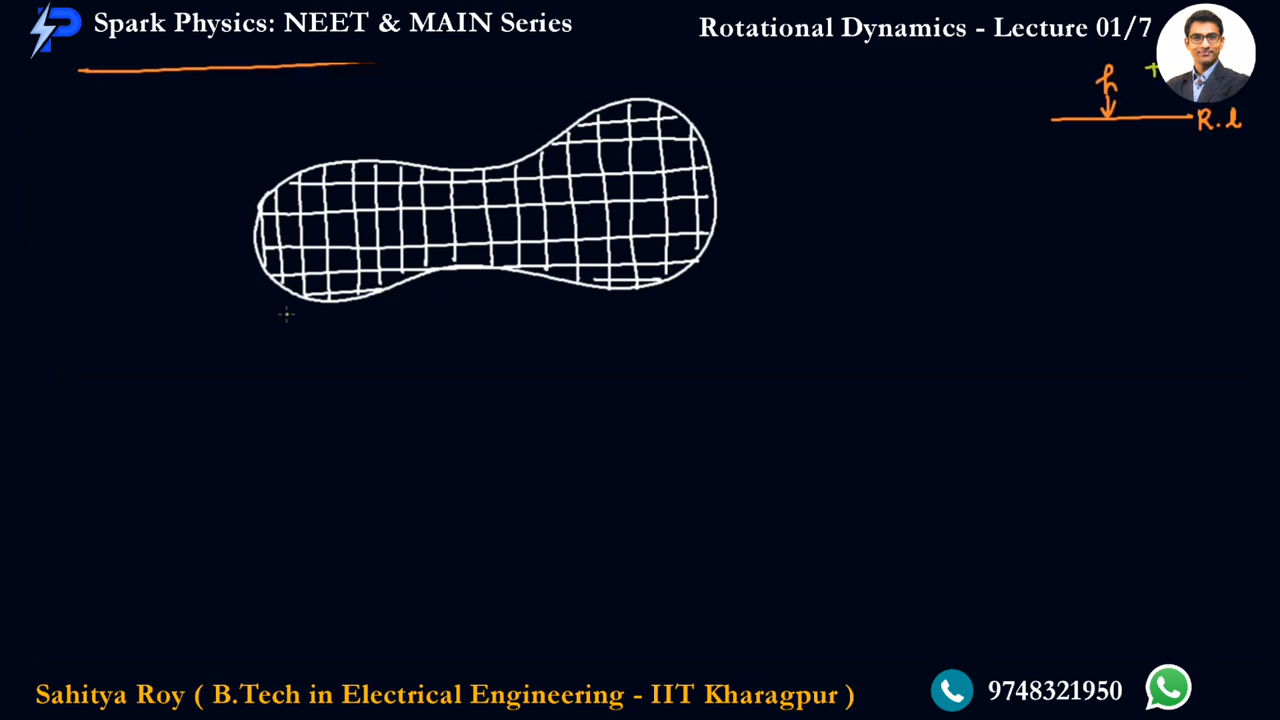 Spark Physics: NEET & MAIN Series
Rotational Dynamics - Lecture 01/7
+
h
R.l
Sahitya Roy ( B.Tech in Electrical Engineering - IIT Kharagpur )
9748321950